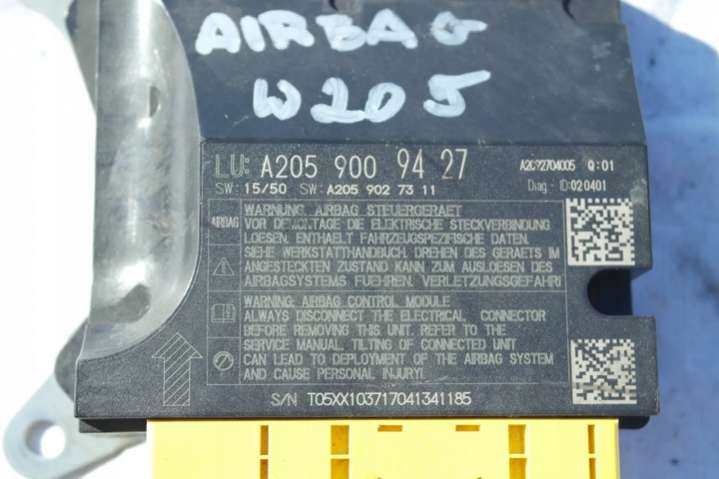 AIRBAG
W205
LU: A205 900 94 27
A2C92704005 Q:01
SW: 15/50 SW: A205 902 73 11
Diag.-ID:020401
AIRBAG
WARNUNG. AIRBAG STEUERGERAET
VOR DEMONTAGE DIE ELEKTRISCHE STECKVERBINDUNG
LOESEN. ENTHAELT FAHRZEUGSPEZIFISCHE DATEN.
SIEHE WERKSTATTHANDBUCH. DREHEN DES GERAETS IM
ANGESTECKTEN ZUSTAND KANN ZUM AUSLOESEN DES
AIRBAGSYSTEMS FUEHREN. VERLETZUNGSGEFAHR!
WARNING: AIRBAG CONTROL MODULE
ALWAYS DISCONNECT THE ELECTRICAL CONNECTOR
BEFORE REMOVING THIS UNIT. REFER TO THE
SERVICE MANUAL. TILTING OF CONNECTED UNIT
CAN LEAD TO DEPLOYMENT OF THE AIRBAG SYSTEM
AND CAUSE PERSONAL INJURY!
S/N T05XX103717041341185